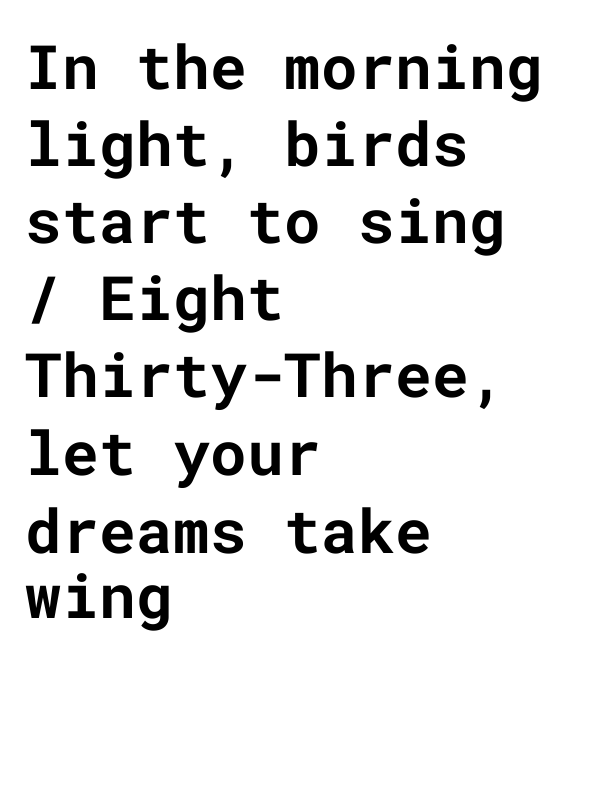 In the morning
light, birds
start to sing
/ Eight
Thirty-Three,
let your
dreams take
wing